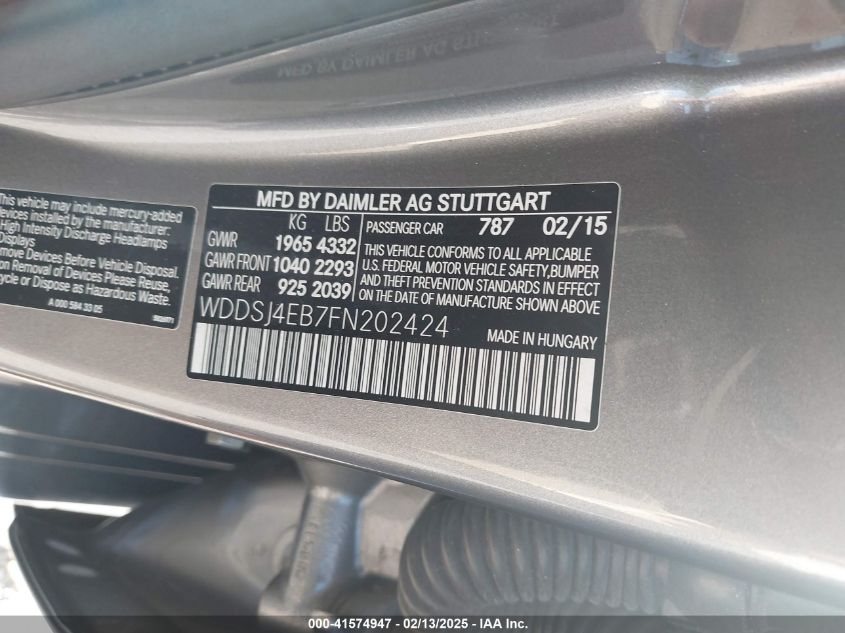 This vehicle may include mercury-added
devices installed by the manufacturer:
High Intensity Discharge Headlamps
Displays
Remove Devices Before Vehicle Disposal.
Upon Removal of Devices Please Reuse,
Recycle or Dispose as Hazardous Waste.
A 000 584 33 05
MFD BY DAIMLER AG STUTTGART
KG LBS
GVWR 1965 4332
GAWR FRONT 1040 2293
GAWR REAR 925 2039
PASSENGER CAR 787 02/15
THIS VEHICLE CONFORMS TO ALL APPLICABLE
U.S. FEDERAL MOTOR VEHICLE SAFETY,BUMPER
AND THEFT PREVENTION STANDARDS IN EFFECT
ON THE DATE OF MANUFACTURE SHOWN ABOVE
WDDSJ4EB7FN202424
MADE IN HUNGARY
000-41574947 - 02/13/2025 - IAA Inc.